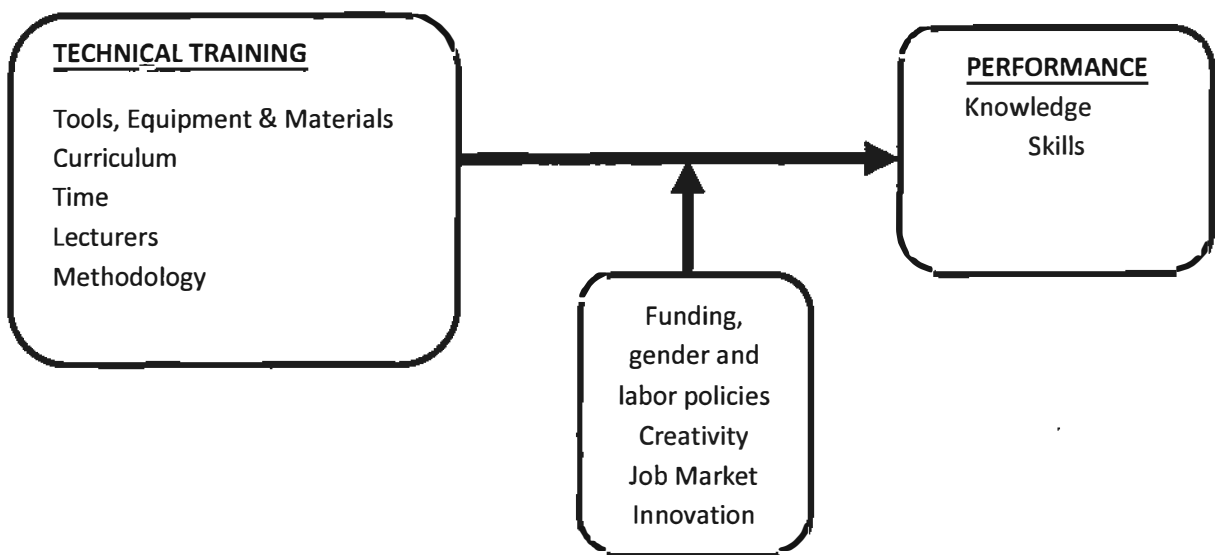 TECHNICAL TRAINING
Tools, Equipment & Materials
Curriculum
Time
Lecturers
Methodology
PERFORMANCE
Knowledge
Skills
Funding,
gender and
labor policies
Creativity
Job Market
Innovation